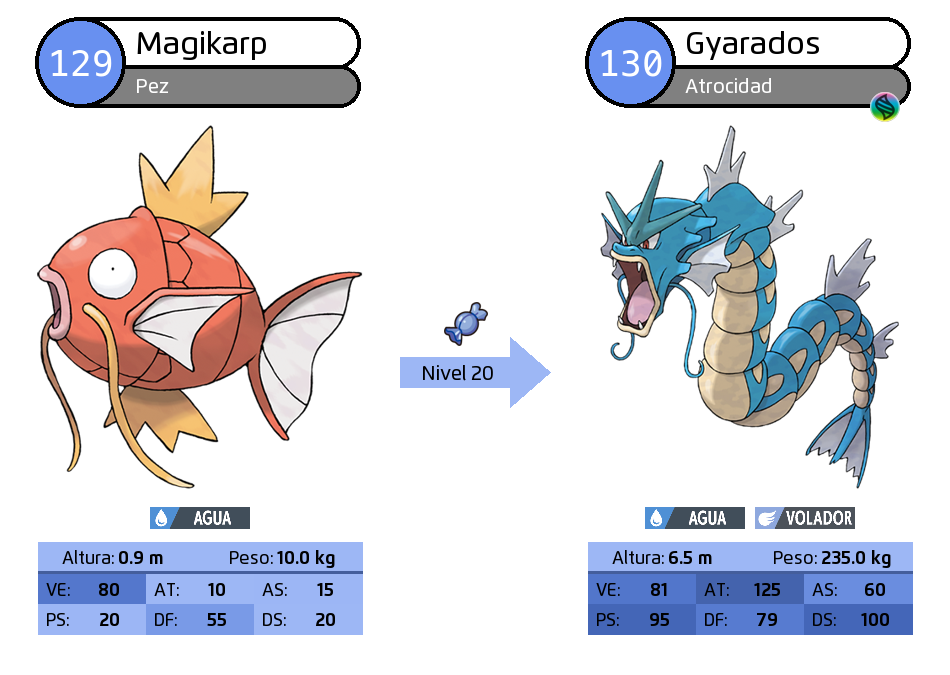 129
Magikarp
Pez
130
Gyarados
Atrocidad
Nivel 20
AGUA
AGUA
VOLADOR
Altura: 0.9 m Peso: 10.0 kg
VE: 80 AT: 10 AS: 15
PS: 20 DF: 55 DS: 20
Altura: 6.5 m Peso: 235.0 kg
VE: 81 AT: 125 AS: 60
PS: 95 DF: 79 DS: 100